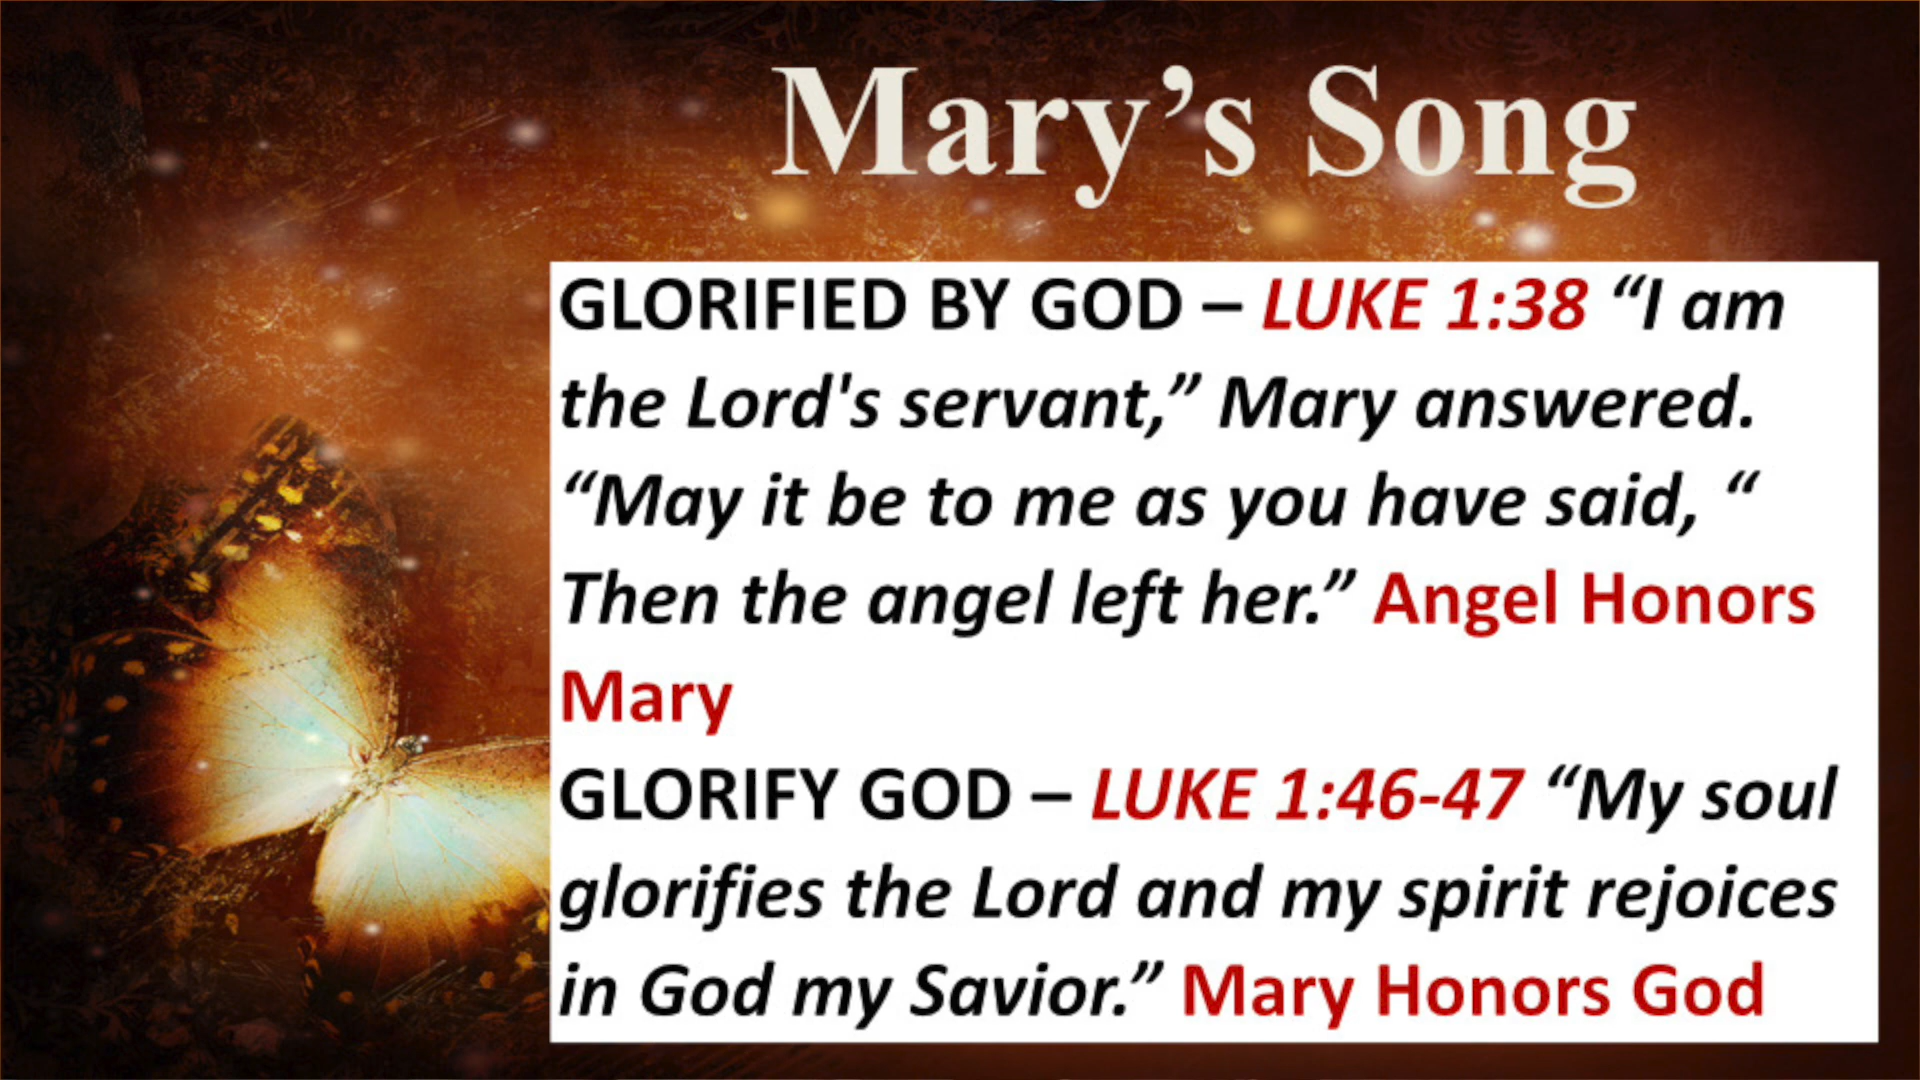 Mary’s Song
GLORIFIED BY GOD – LUKE 1:38 “I am
the Lord's servant,” Mary answered.
“May it be to me as you have said, “
Then the angel left her.” Angel Honors
Mary
GLORIFY GOD – LUKE 1:46-47 “My soul
glorifies the Lord and my spirit rejoices
in God my Savior.” Mary Honors God